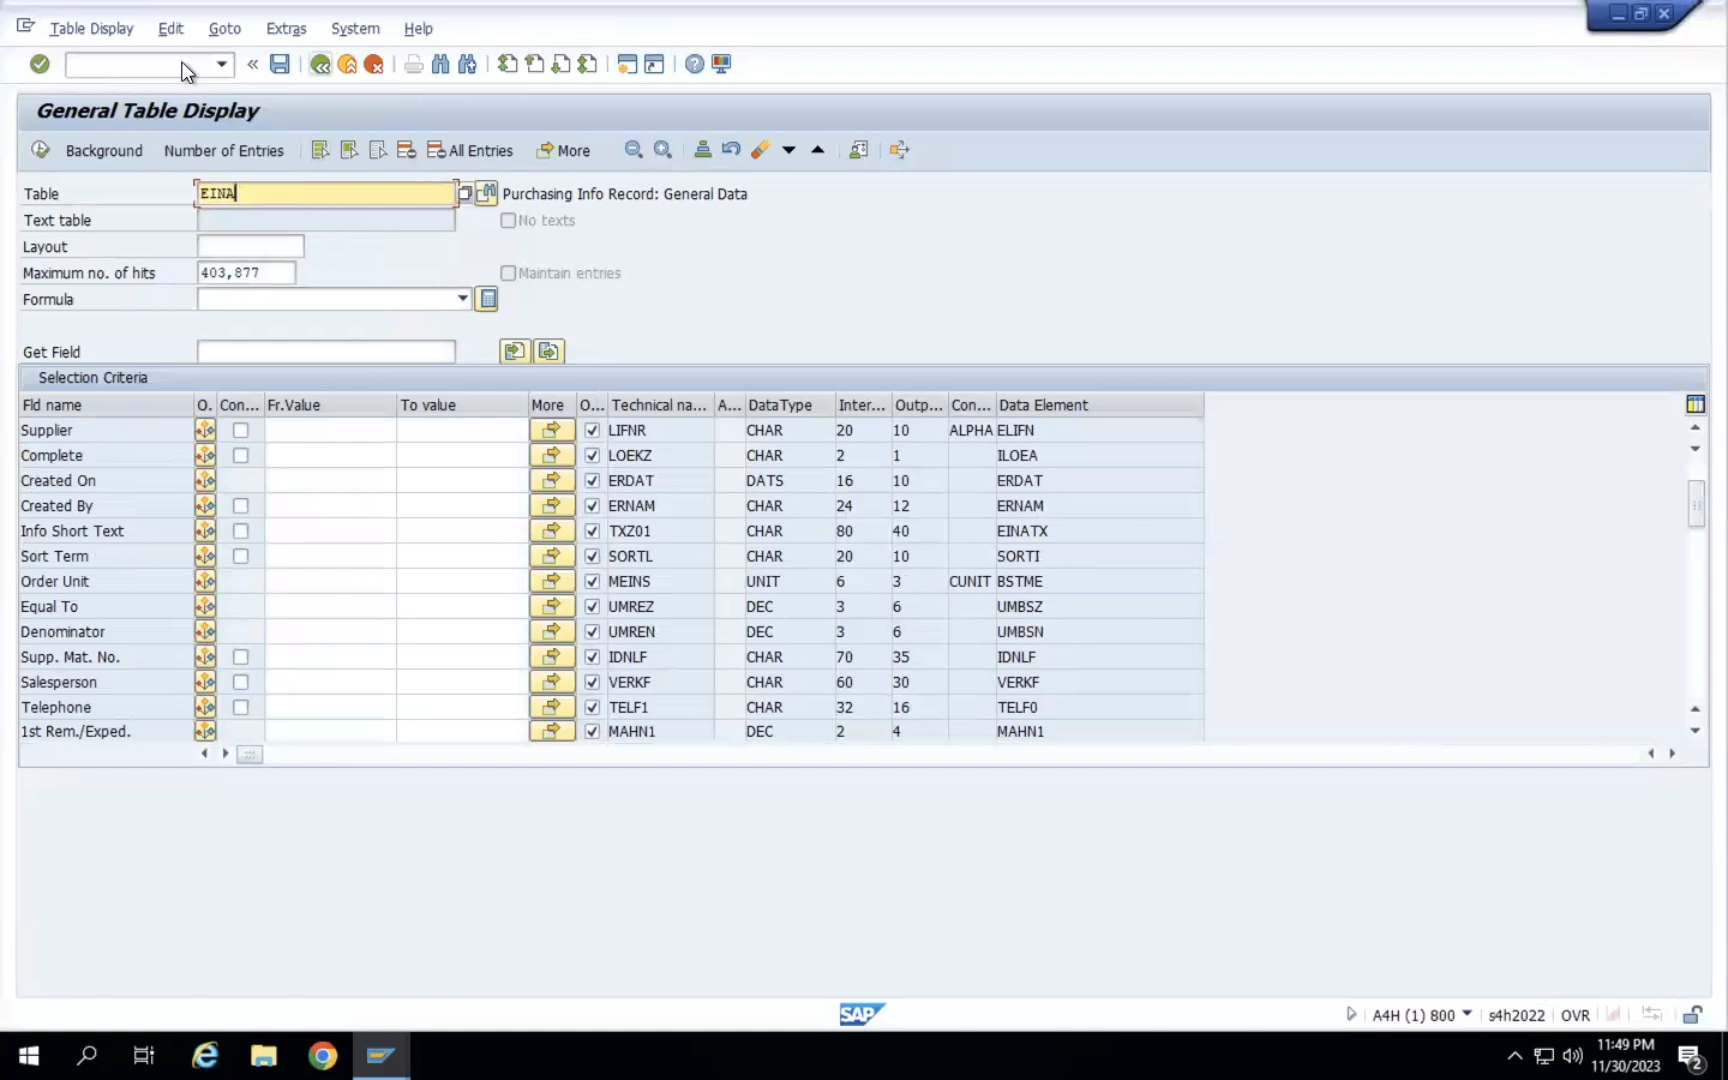 Table Display Edit Goto Extras System Help
General Table Display
Background Number of Entries All Entries More
Table EINA Purchasing Info Record: General Data
Text table No texts
Layout
Maximum no. of hits 403,877 Maintain entries
Formula
Get Field
Selection Criteria
Fld name O. Con... Fr.Value To value More O... Technical na... A... DataType Inter... Outp... Con... Data Element
Supplier LIFNR CHAR 20 10 ALPHA ELIFN
Complete LOEKZ CHAR 2 1 ILOEA
Created On ERDAT DATS 16 10 ERDAT
Created By ERNAM CHAR 24 12 ERNAM
Info Short Text TXZ01 CHAR 80 40 EINATX
Sort Term SORTL CHAR 20 10 SORTI
Order Unit MEINS UNIT 6 3 CUNIT BSTME
Equal To UMREZ DEC 3 6 UMBSZ
Denominator UMREN DEC 3 6 UMBSN
Supp. Mat. No. IDNLF CHAR 70 35 IDNLF
Salesperson VERKF CHAR 60 30 VERKF
Telephone TELF1 CHAR 32 16 TELF0
1st Rem./Exped. MAHN1 DEC 2 4 MAHN1
SAP A4H (1) 800 s4h2022 OVR
11:49 PM
11/30/2023 2